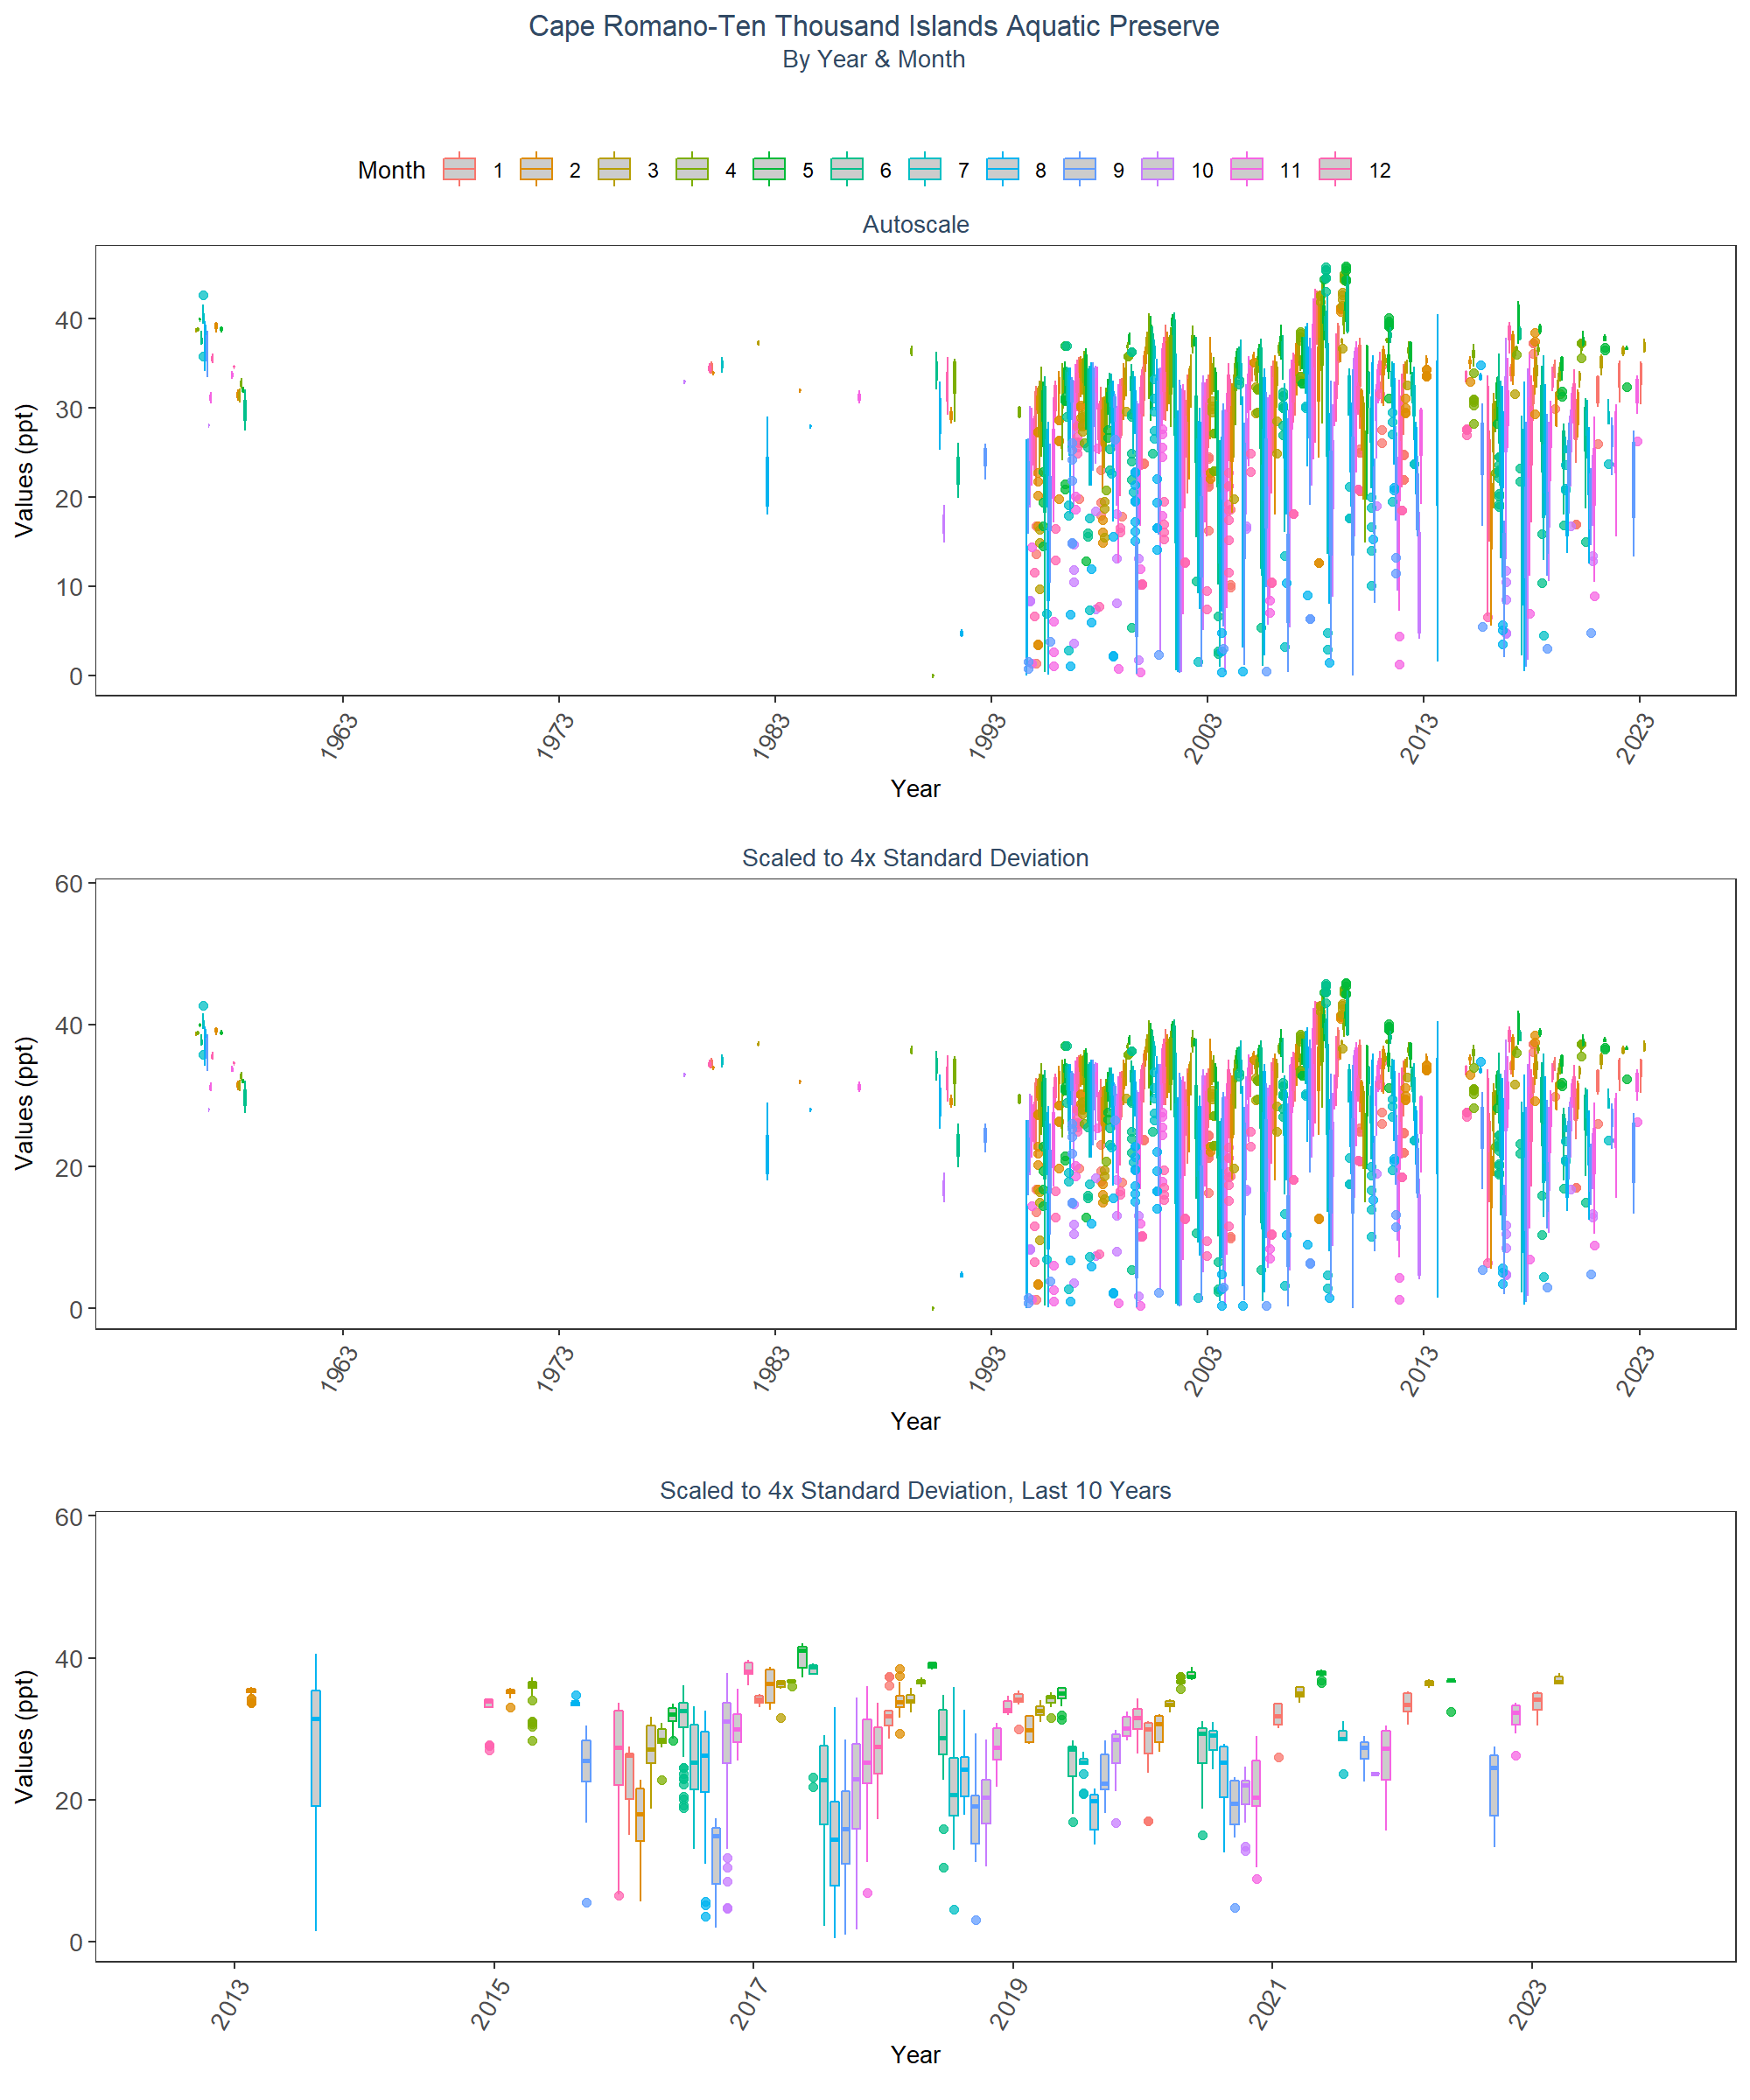 Cape Romano-Ten Thousand Islands Aquatic Preserve
By Year & Month
Month 1 2 3 4 5 6 7 8 9 10 11 12
Autoscale
Values (ppt)
40
30
20
10
0
1963 1973 1983 1993 2003 2013 2023
Year
Scaled to 4x Standard Deviation
Values (ppt)
60
40
20
0
1963 1973 1983 1993 2003 2013 2023
Year
Scaled to 4x Standard Deviation, Last 10 Years
Values (ppt)
60
40
20
0
2013 2015 2017 2019 2021 2023
Year